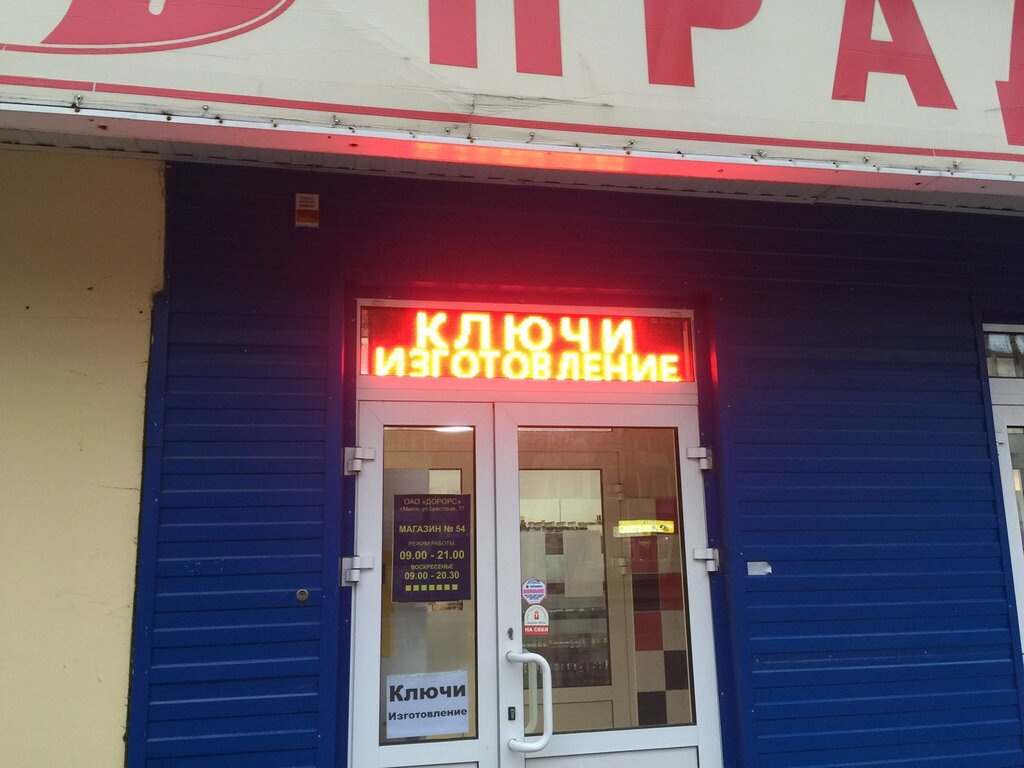 ПРА
КЛЮЧИ
ИЗГОТОВЛЕНИЕ
ОАО «ДОРОРС»
г.Минск, ул.Брестская, 77
МАГАЗИН № 54
РЕЖИМ РАБОТЫ:
09.00 - 21.00
ВОСКРЕСЕНЬЕ
09.00 - 20.30
НА СЕБЯ
Ключи
Изготовление